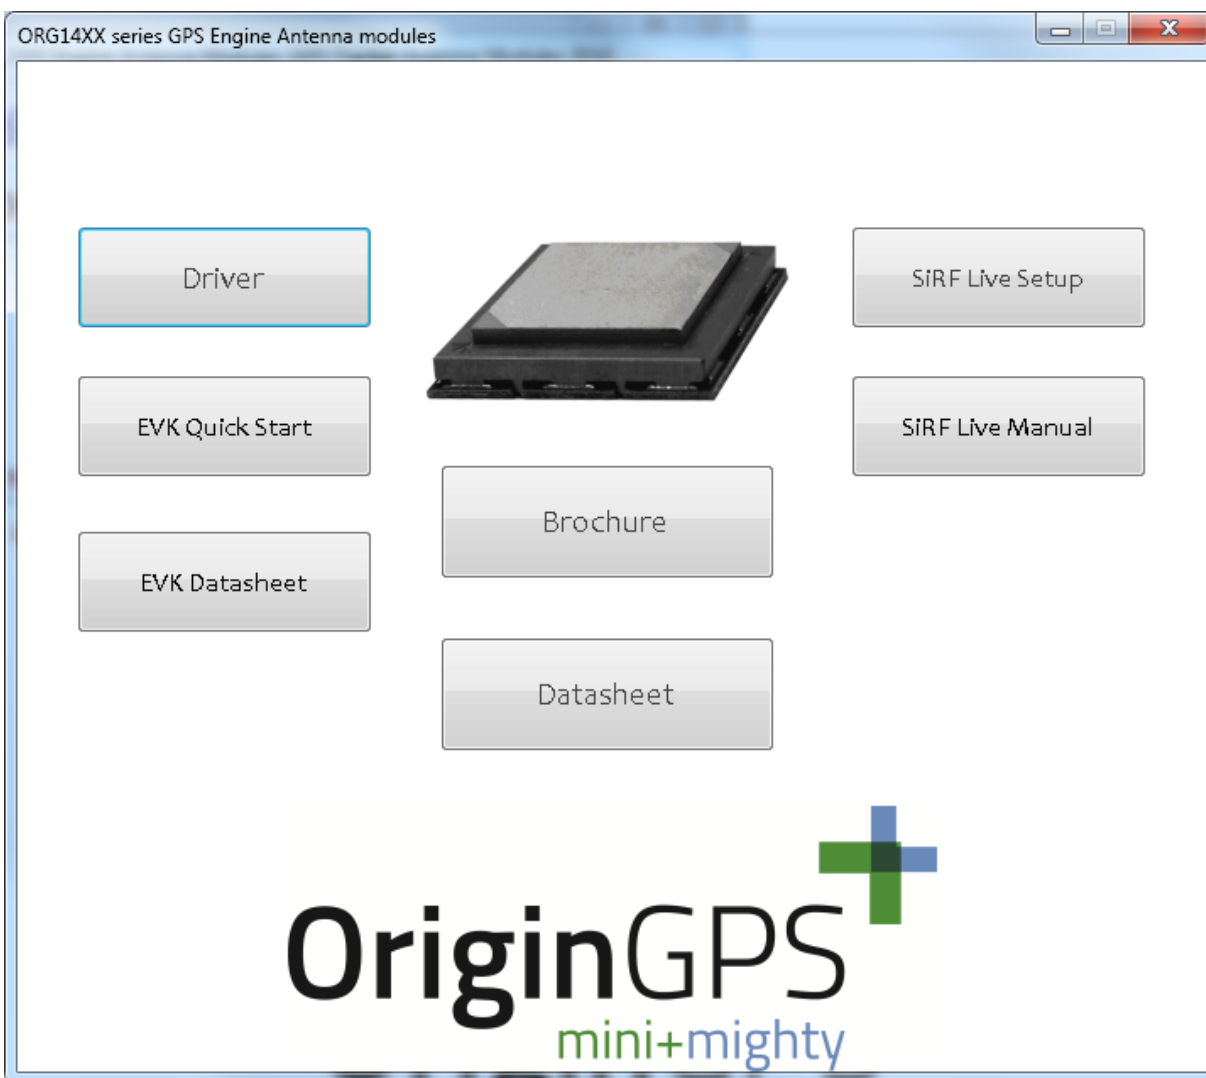 ORG14XX series GPS Engine Antenna modules
Driver
SiRF Live Setup
EVK Quick Start
SiRF Live Manual
Brochure
EVK Datasheet
Datasheet
OriginGPS
mini+mighty